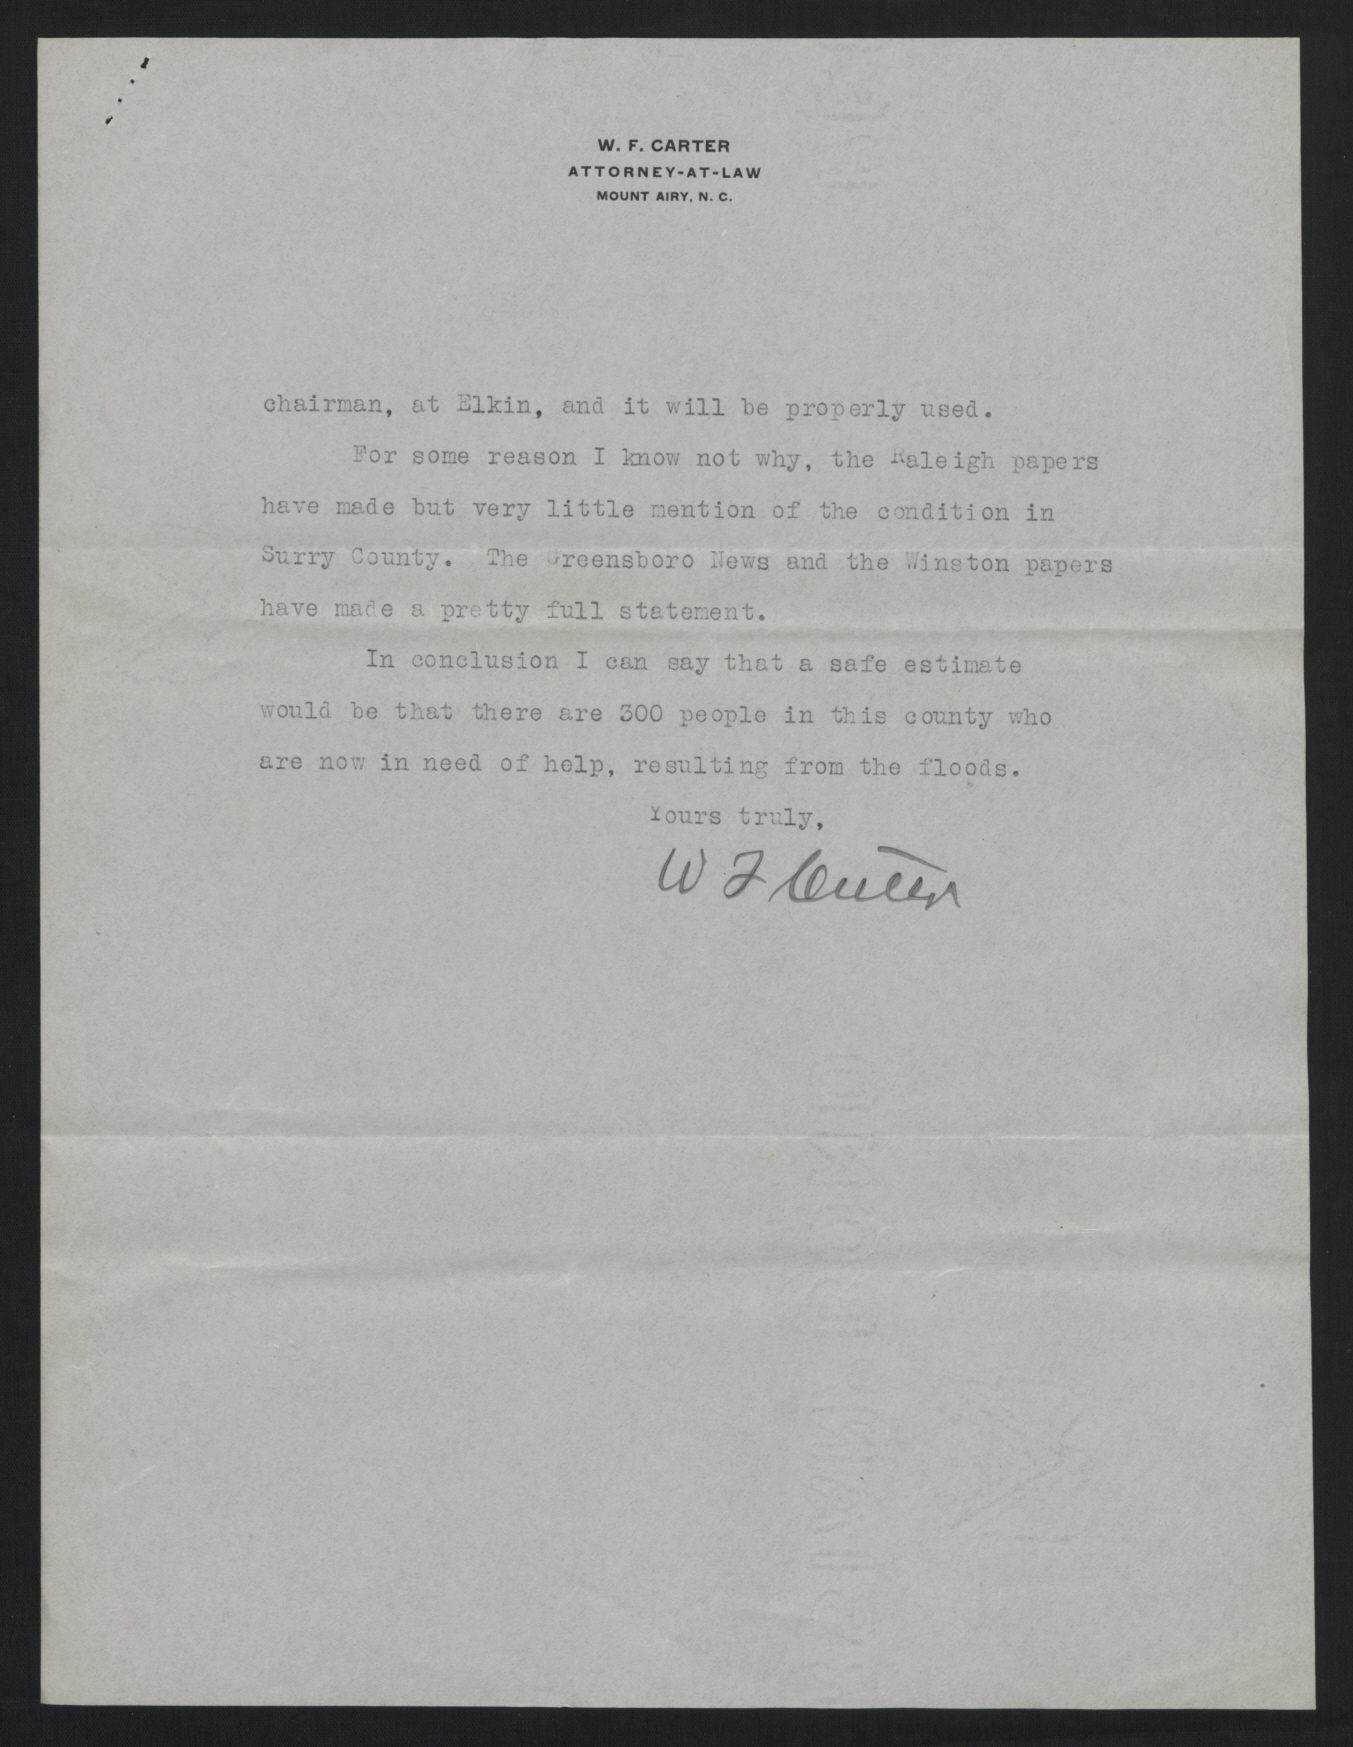 W. F. CARTER
ATTORNEY-AT-LAW
MOUNT AIRY, N. C.
chairman, at Elkin, and it will be properly used.
For some reason I know not why, the Raleigh papers
have made but very little mention of the condition in
Surry County. The Greensboro News and the Winston papers
have made a pretty full statement.
In conclusion I can say that a safe estimate
would be that there are 300 people in this county who
are now in need of help, resulting from the floods.
Yours truly,
W F Carter